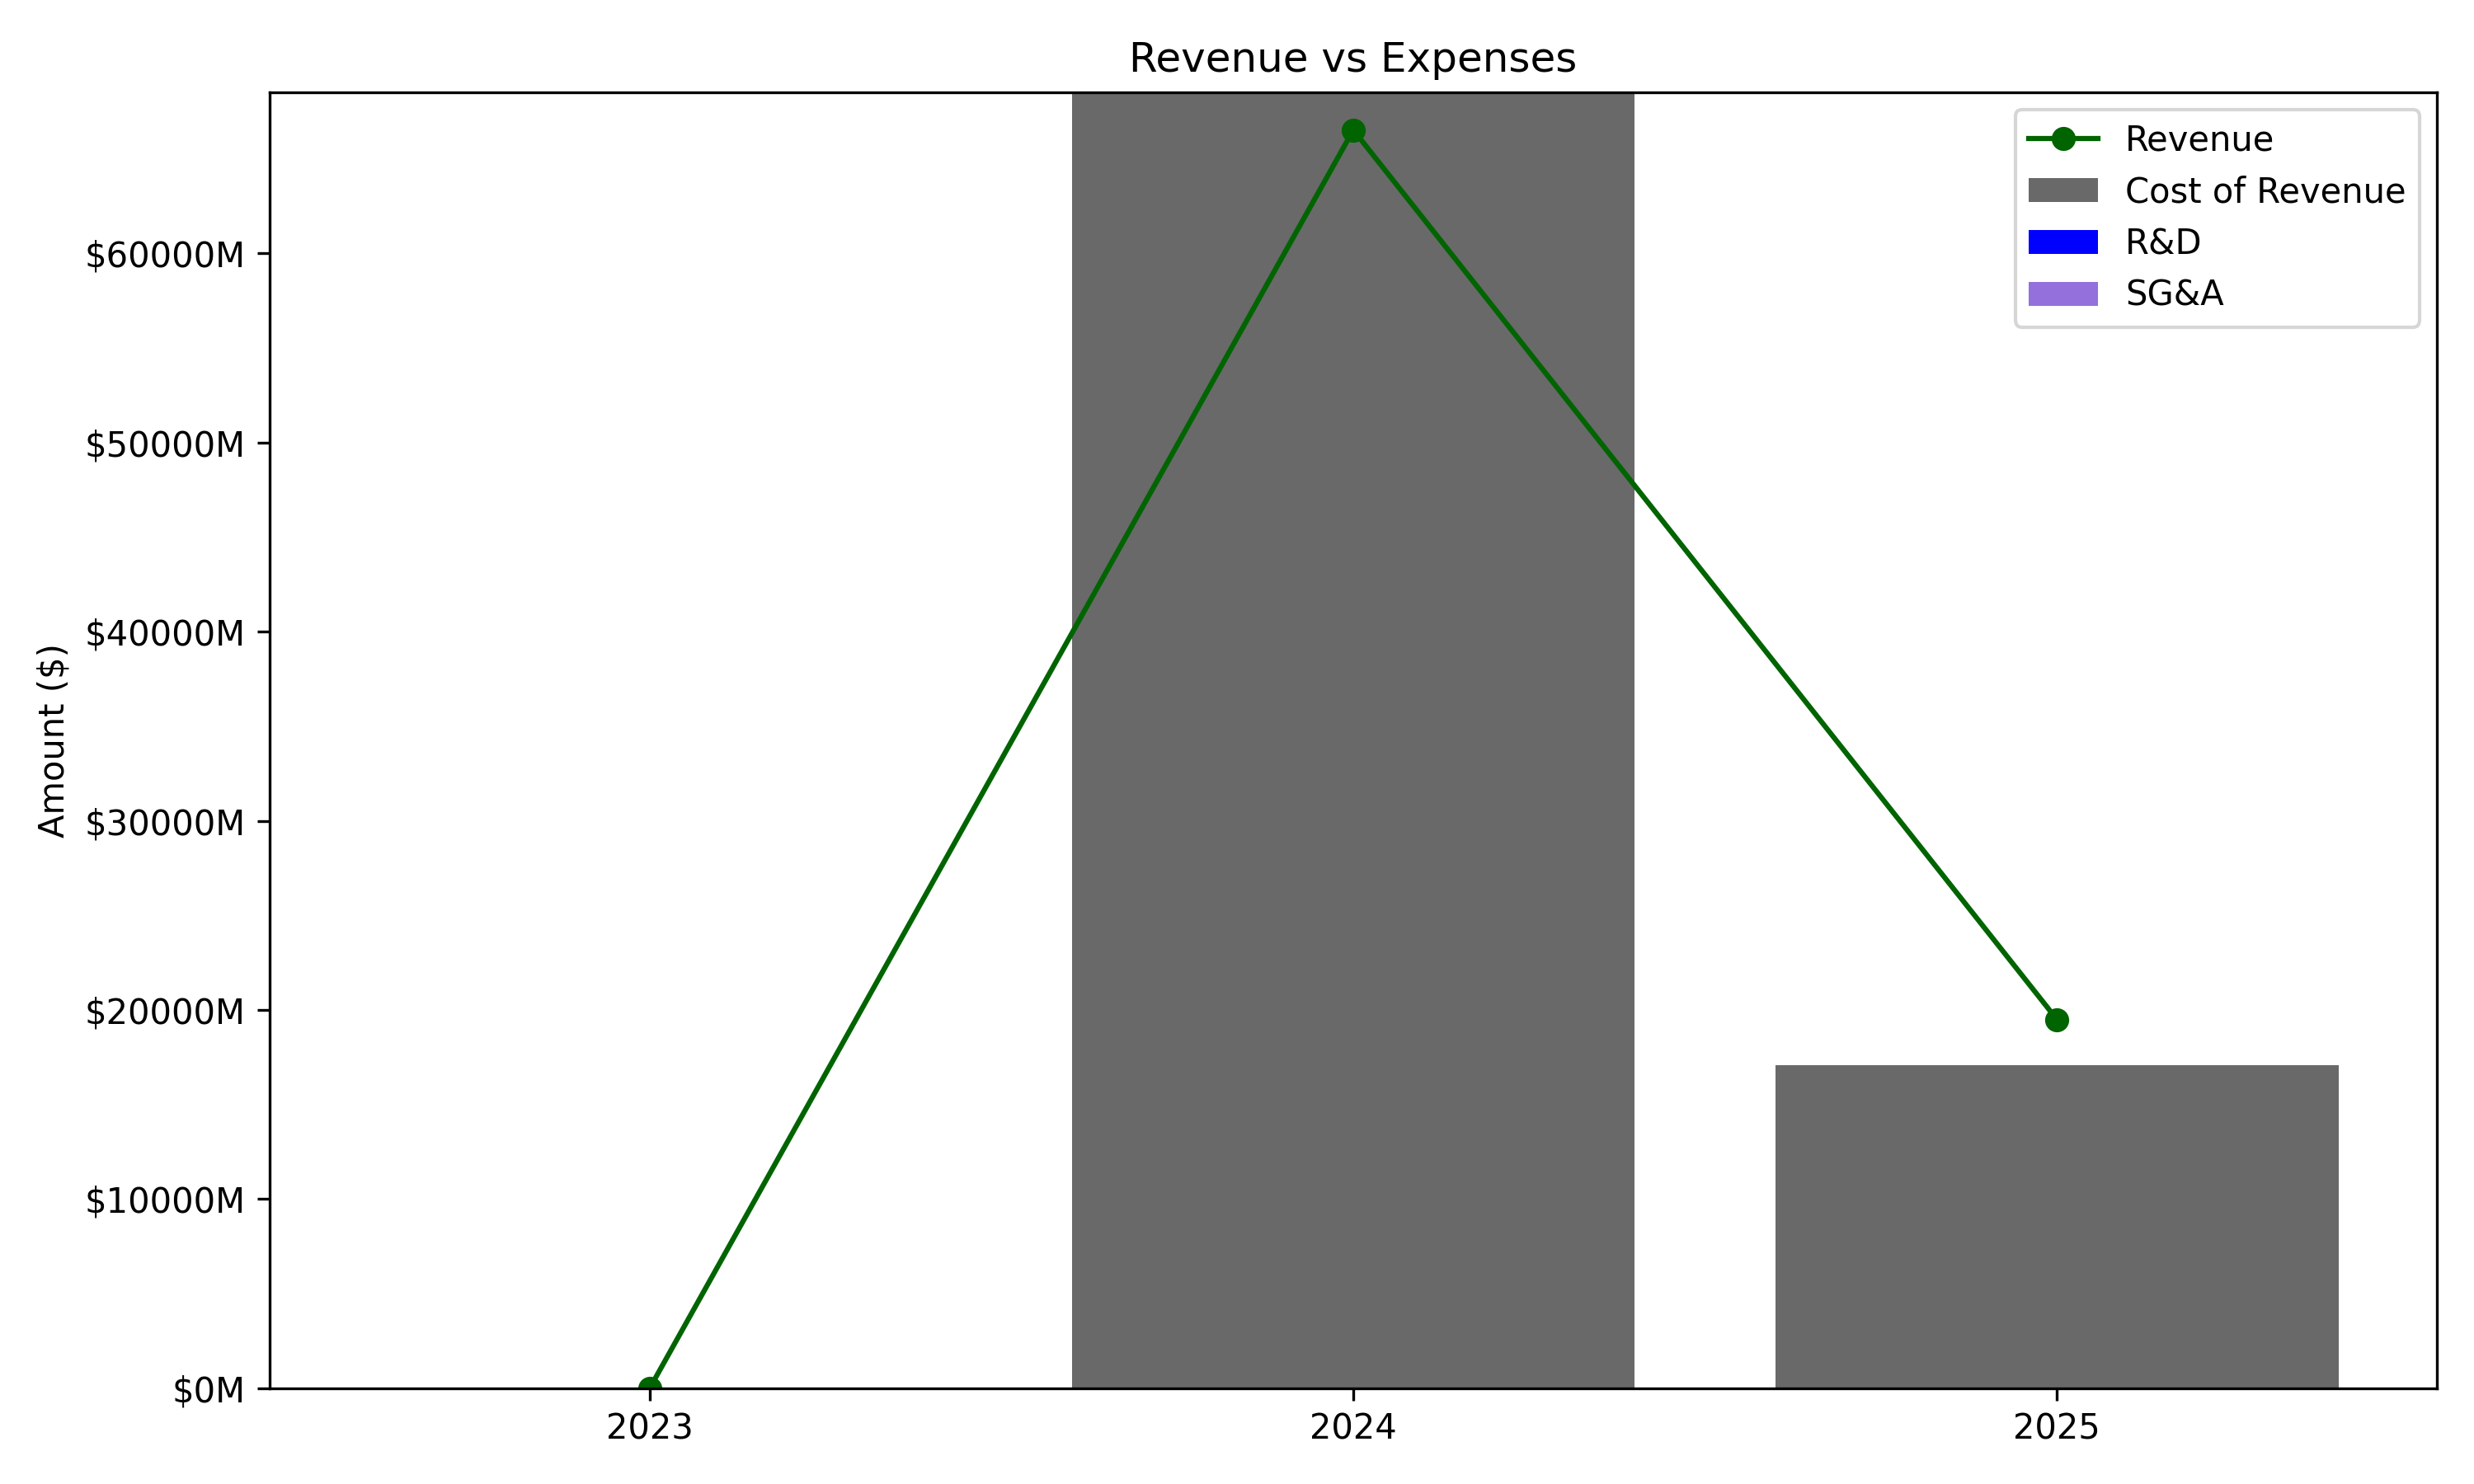 Revenue vs Expenses
Revenue
Cost of Revenue
R&D
SG&A
Amount ($)
$60000M
$50000M
$40000M
$30000M
$20000M
$10000M
$0M
2023
2024
2025